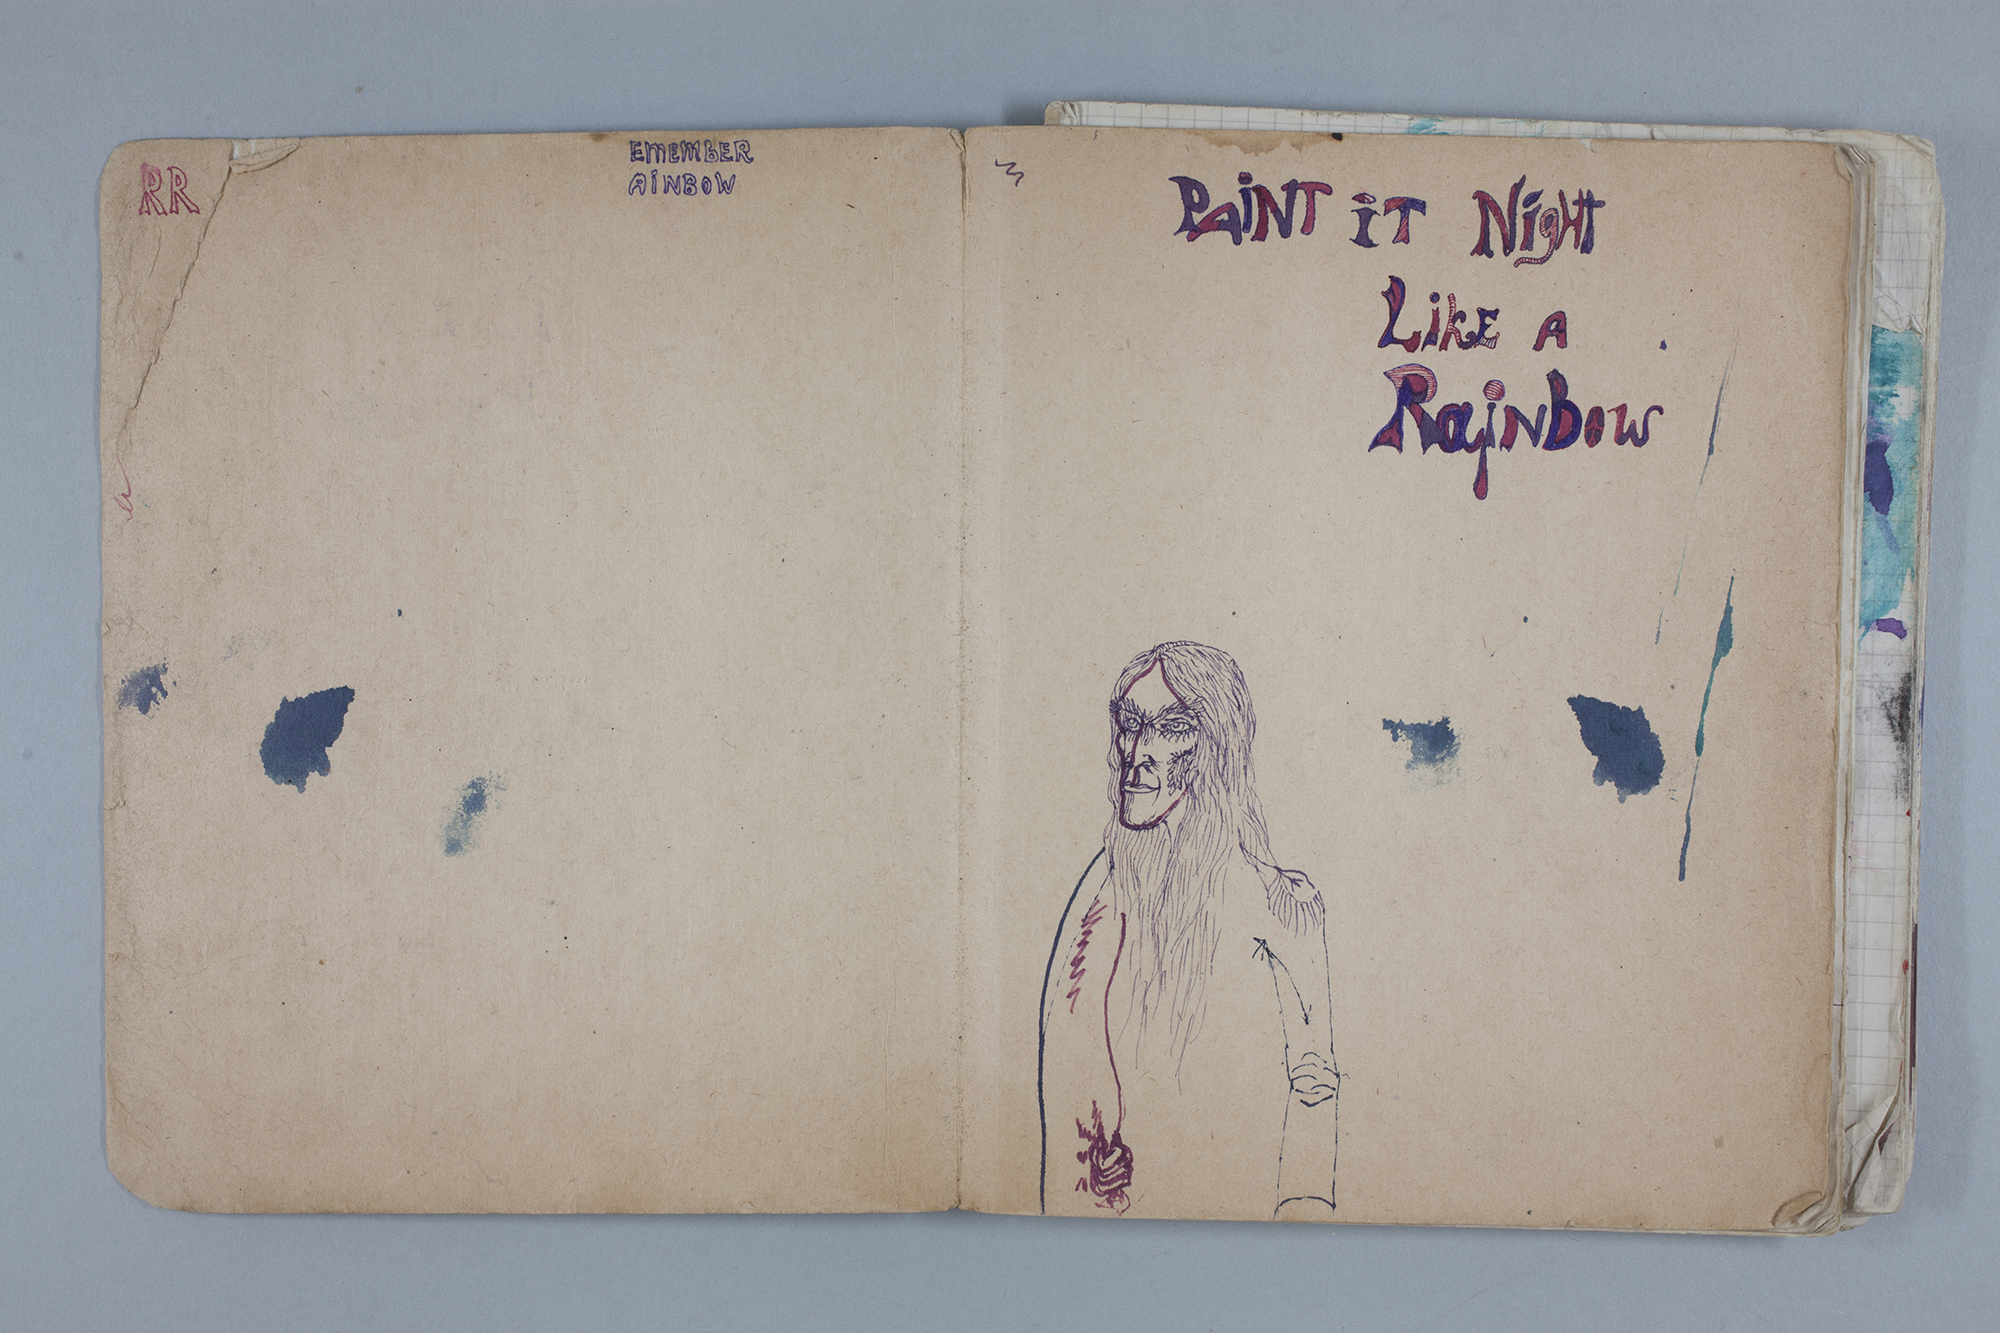 RR
EMEMBER
AINBOW
PAINT iT Night
LikE A
Rainbow